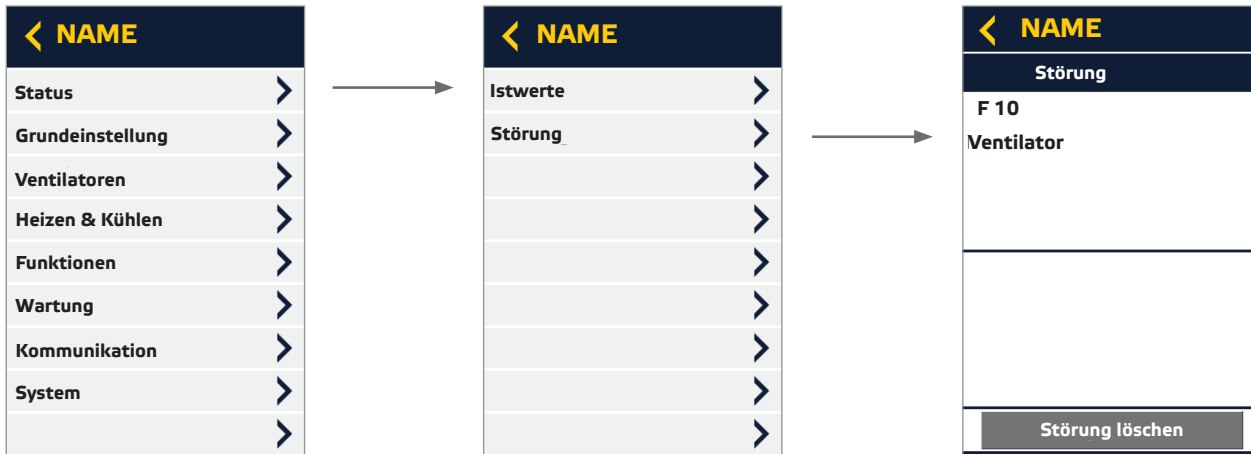 NAME
Status
Grundeinstellung
Ventilatoren
Heizen & Kühlen
Funktionen
Wartung
Kommunikation
System
NAME
Istwerte
Störung
NAME
Störung
F 10
Ventilator
Störung löschen